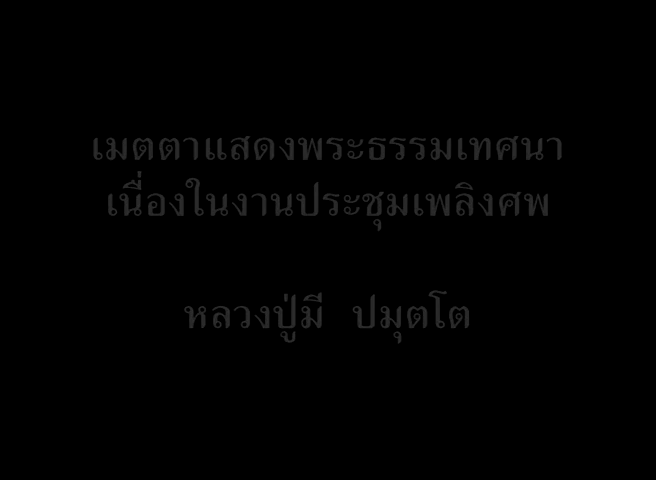 เมตตาแสดงพระธรรมเทศนา
เนื่องในงานประชุมเพลิงศพ
หลวงปู่มี ปมุตโต